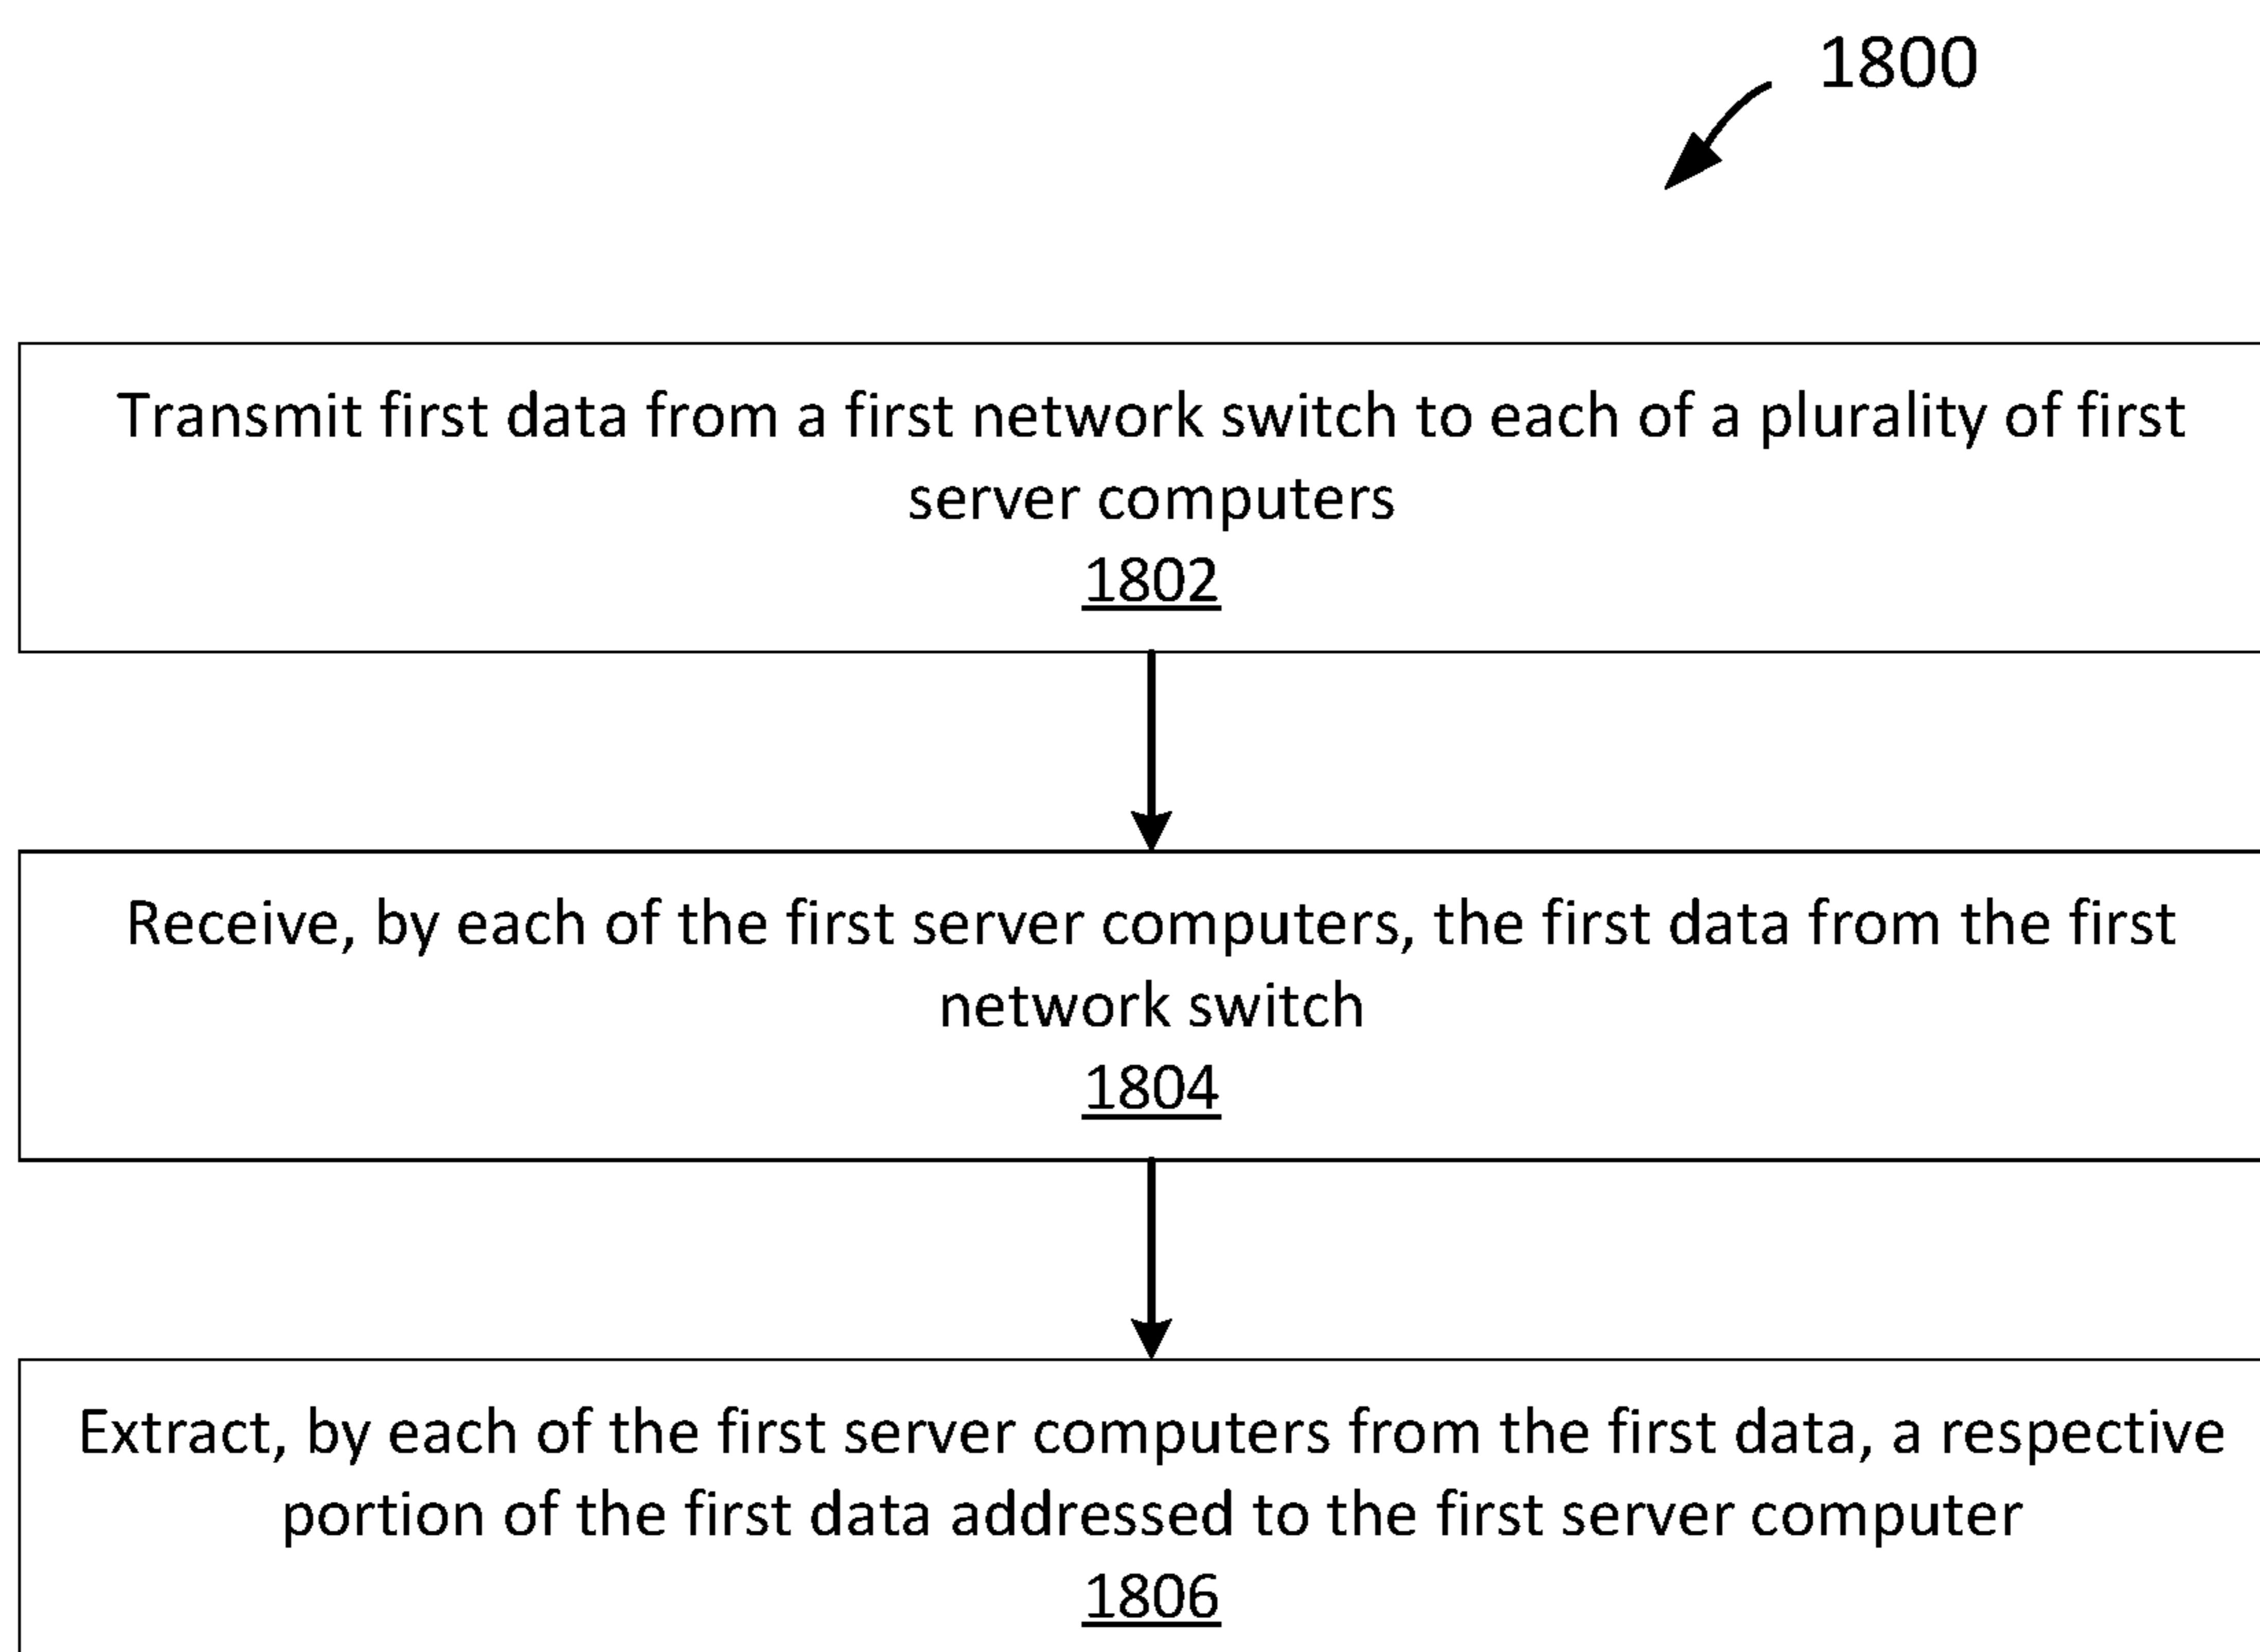 1800
Transmit first data from a first network switch to each of a plurality of first
server computers
1802
Receive, by each of the first server computers, the first data from the first
network switch
1804
Extract, by each of the first server computers from the first data, a respective
portion of the first data addressed to the first server computer
1806